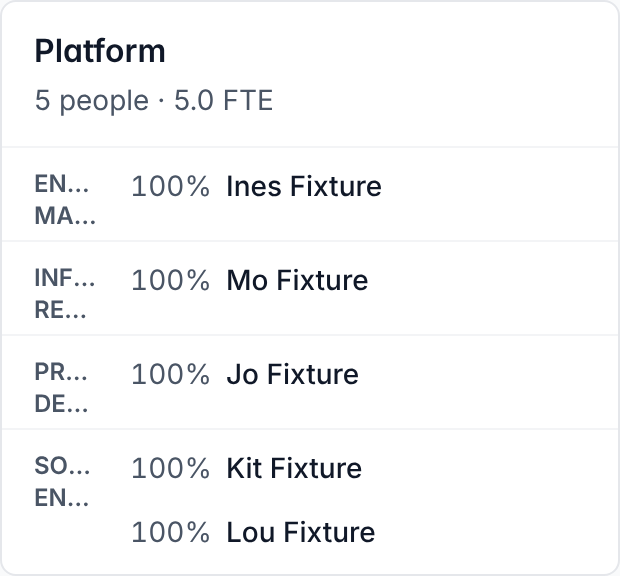 Platform
5 people · 5.0 FTE
EN... 100% Ines Fixture
MA...
INF... 100% Mo Fixture
RE...
PR... 100% Jo Fixture
DE...
SO... 100% Kit Fixture
EN...
100% Lou Fixture